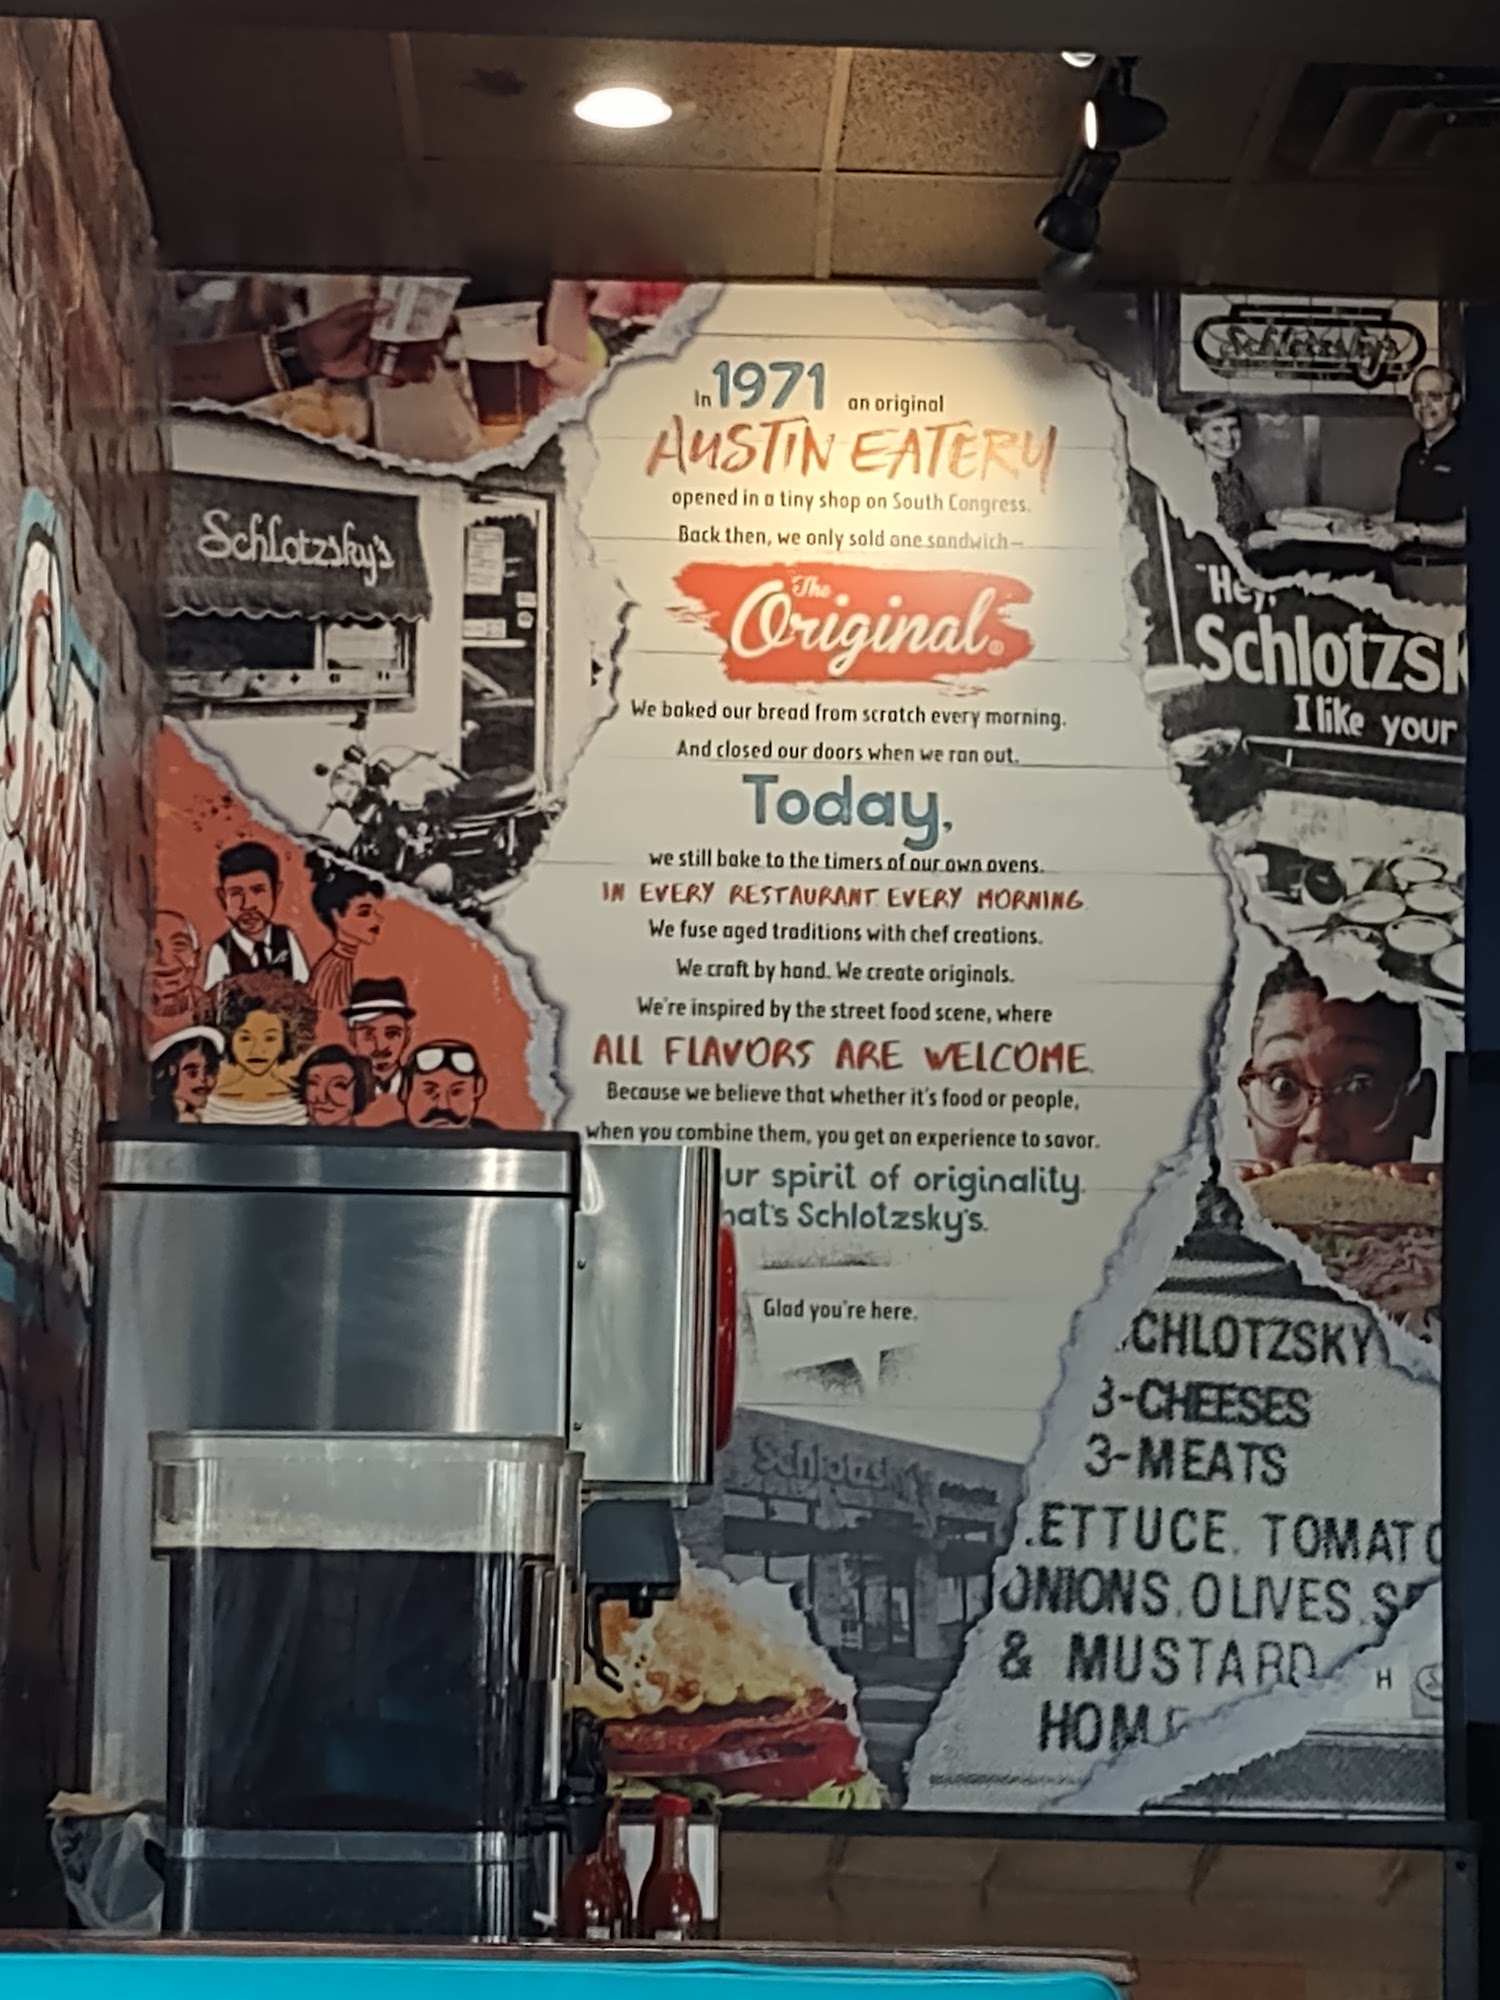 In 1971 an original
AUSTIN EATERY
opened in a tiny shop on South Congress.
Back then, we only sold one sandwich—
The
Original®
We baked our bread from scratch every morning.
And closed our doors when we ran out.
Today,
we still bake to the timers of our own ovens.
IN EVERY RESTAURANT. EVERY MORNING.
We fuse aged traditions with chef creations.
We craft by hand. We create originals.
We're inspired by the street food scene, where
ALL FLAVORS ARE WELCOME.
Because we believe that whether it's food or people,
when you combine them, you get an experience to savor.
ur spirit of originality.
hat's Schlotzsky's.
Glad you're here.
Schlotzsky's
Schlotzsky's
"Hey,
Schlotzsk
I like your
Schlotzsky
CHLOTZSKY
3-CHEESES
3-MEATS
LETTUCE, TOMATO
ONIONS, OLIVES, S
& MUSTARD
HOME
H